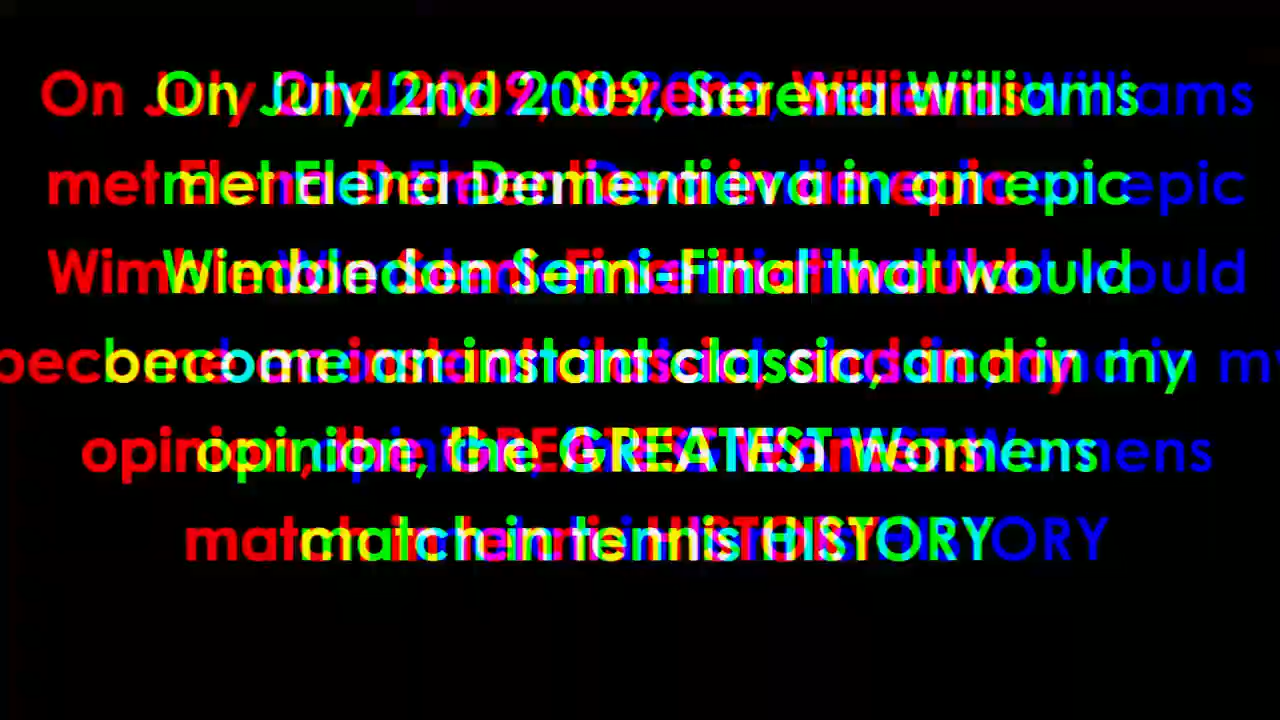 On July 2nd 2009, Serena Williams
met Elena Dementieva in an epic
Wimbledon Semi-Final that would
become an instant classic, and in my
opinion, the GREATEST Womens
match in tennis HISTORY